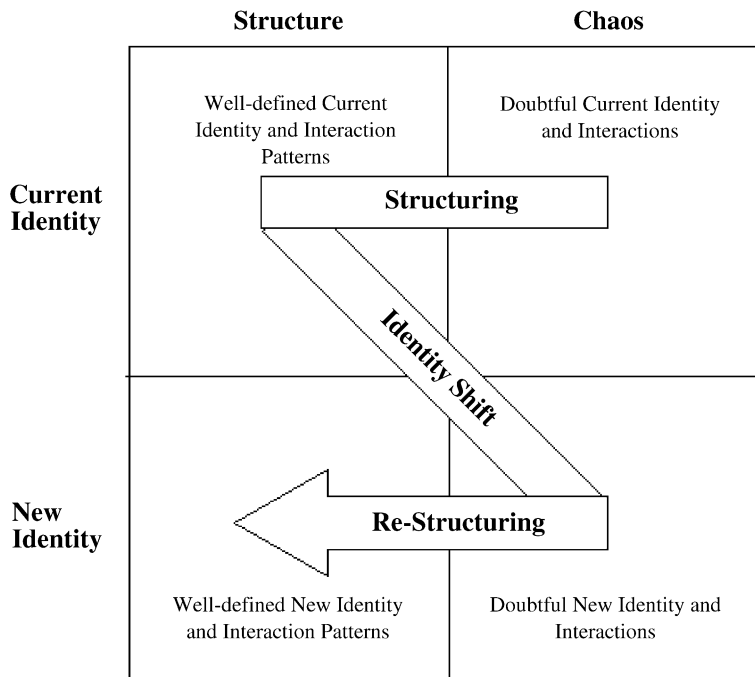 Structure
Chaos
Well-defined Current
Identity and Interaction
Patterns
Doubtful Current Identity
and Interactions
Current
Identity
Structuring
Identity Shift
New
Identity
Re-Structuring
Well-defined New Identity
and Interaction Patterns
Doubtful New Identity and
Interactions